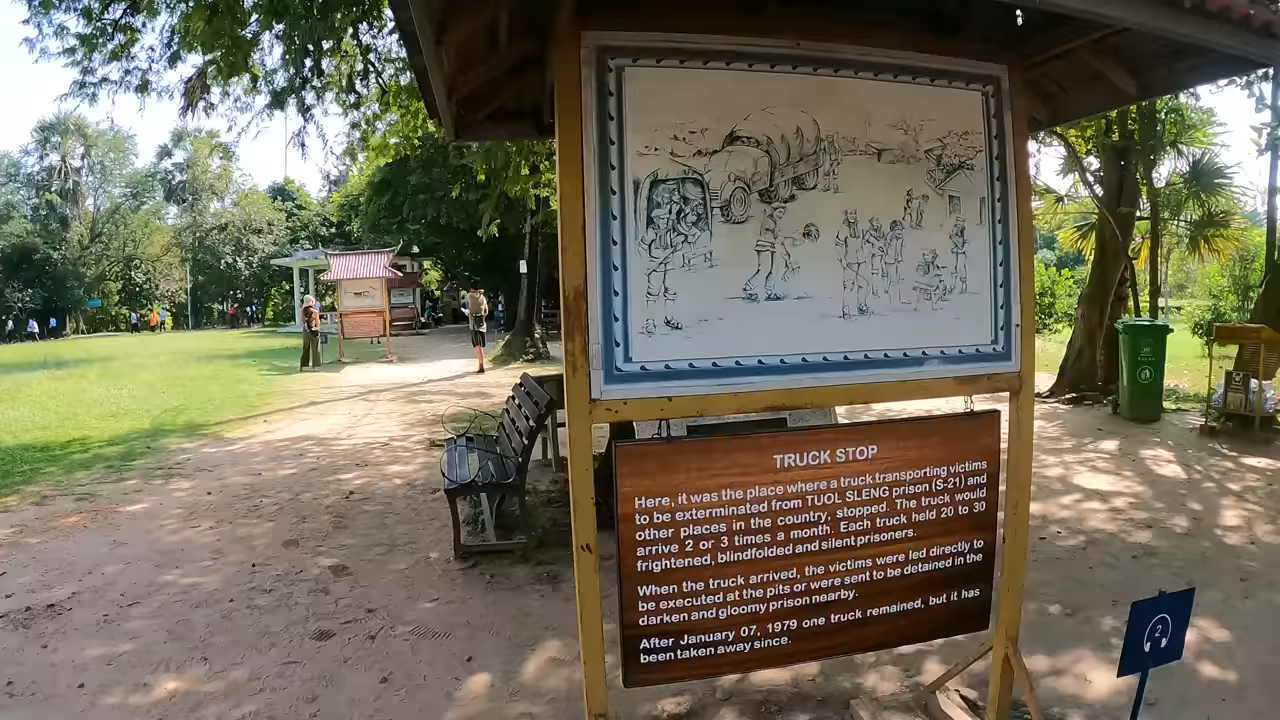 TRUCK STOP
Here, it was the place where a truck transporting victims
to be exterminated from TUOL SLENG prison (S-21) and
other places in the country, stopped. The truck would
arrive 2 or 3 times a month. Each truck held 20 to 30
frightened, blindfolded and silent prisoners.
When the truck arrived, the victims were led directly to
be executed at the pits or were sent to be detained in the
darken and gloomy prison nearby.
After January 07, 1979 one truck remained, but it has
been taken away since.
2